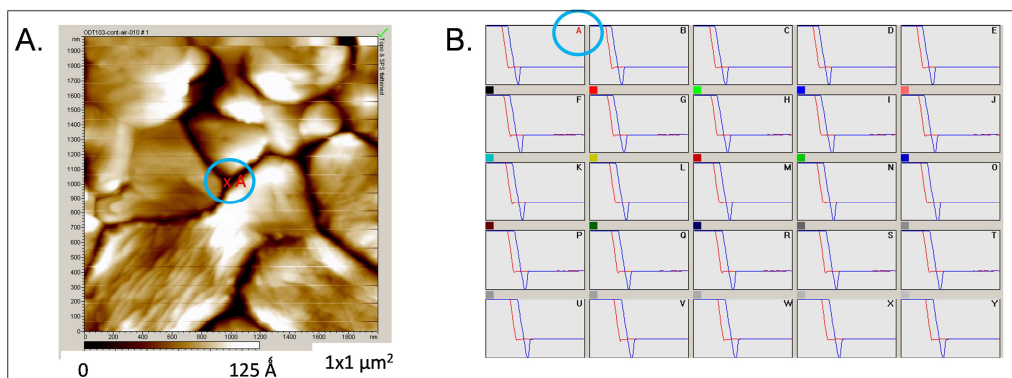 A.
ODT103-cont-air-010 #1
Topo & SPS flattened
nm
1900
1800
1700
1600
1500
1400
1300
1200
1100
1000
900
800
700
600
500
400
300
200
100
0
x A
0 200 400 600 800 1000 1200 1400 1600 1800 nm
0 125 Å 1x1 µm²
B.
A B C D E
F G H I J
K L M N O
P Q R S T
U V W X Y